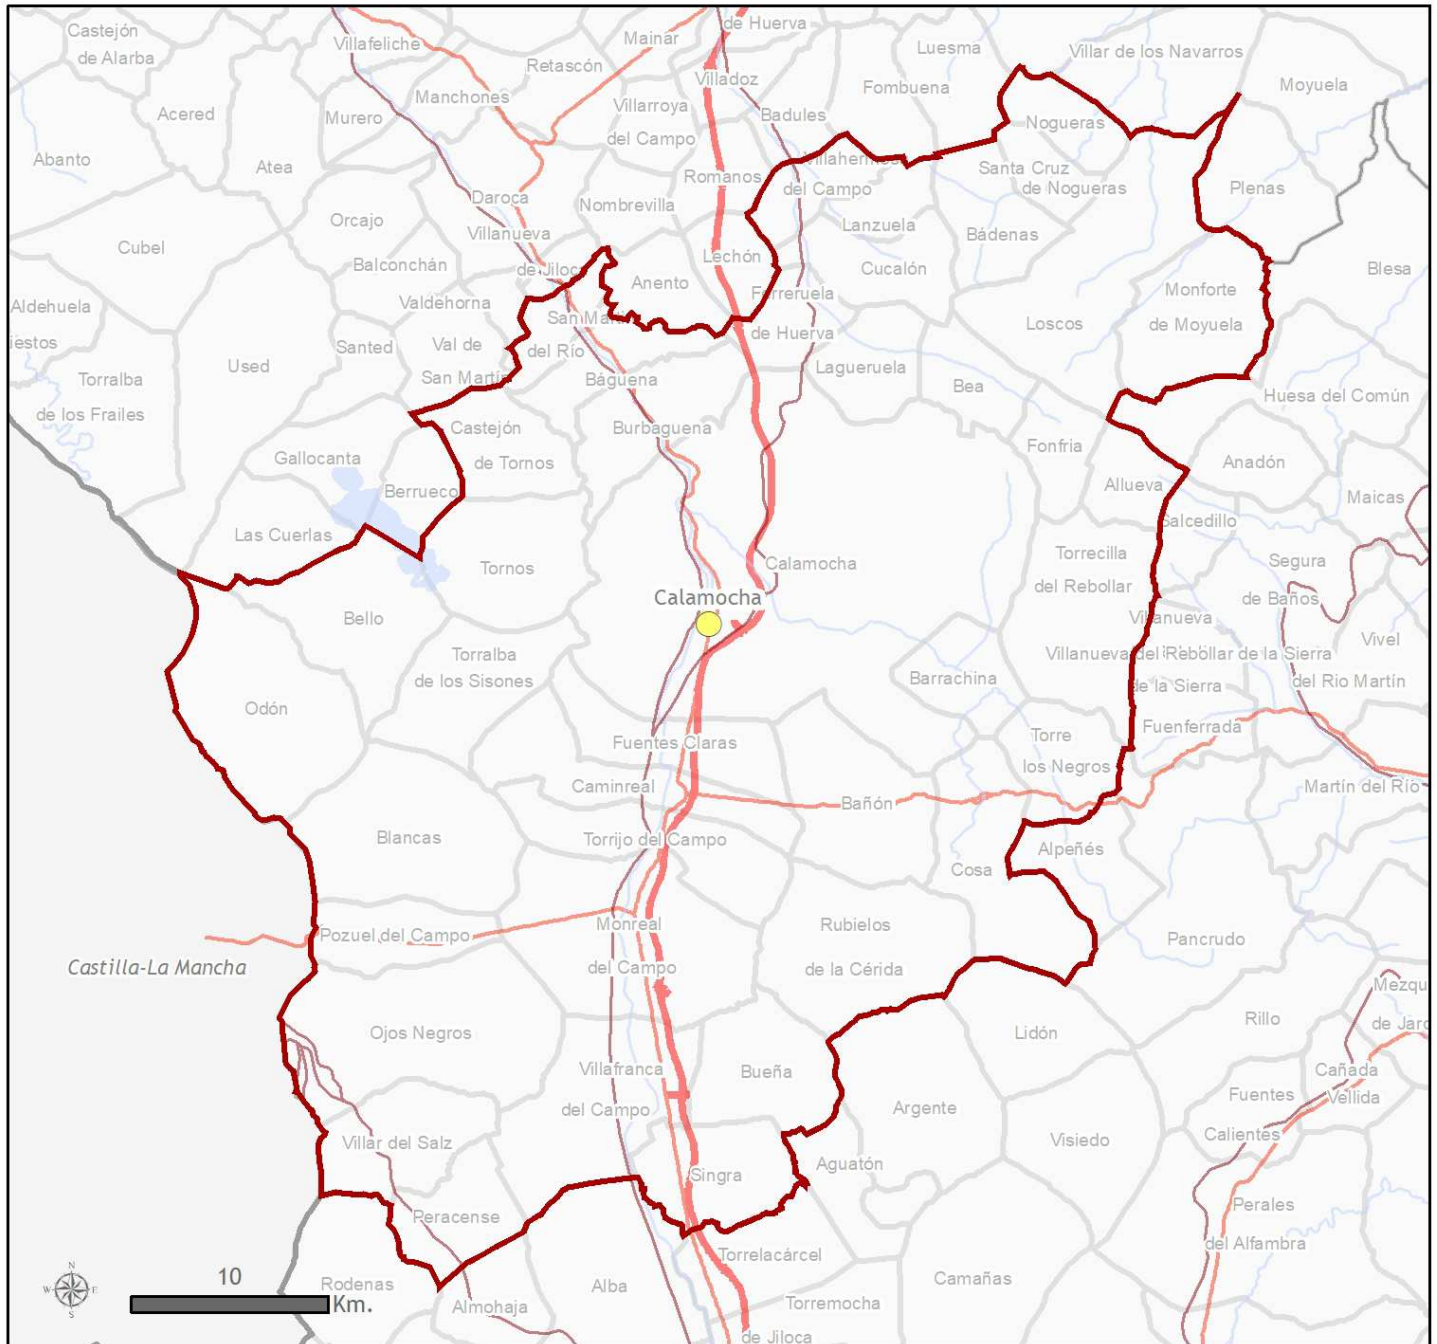 Castejón
de Alarba
Villafeliche
Mainar
de Huerva
Luesma
Villar de los Navarros
Retascón
Villadoz
Fombuena
Moyuela
Acered
Manchones
Murero
Villarroya
del Campo
Badules
Nogueras
Abanto
Atea
Romanos
del Campo
Santa Cruz
de Nogueras
Plenas
Daroca
Nombrevilla
Orcajo
Villanueva
Lanzuela
Bádenas
Cubel
Balconchán
Lechón
Cucalón
Blesa
Anento
Valdehorna
Ferreruela
de Huerva
Monforte
de Moyuela
Aldehuela
iestos
Santed
Val de
San Martín
del Río
Loscos
Used
Torralba
de los Frailes
Báguena
Lagueruela
Bea
Huesa del Común
Castejón
de Tornos
Burbaguena
Fonfria
Gallocanta
Anadón
Berrueco
Allueva
Maicas
Las Cuerlas
Salcedillo
Tornos
Calamocha
Torrecilla
del Rebollar
Segura
de Baños
Calamocha
Bello
Villanueva
Vivel
del Rio Martín
Torralba
de los Sisones
Villanueva del Rebollar de la Sierra
de la Sierra
Barrachina
Odón
Fuentes Claras
Torre
los Negros
Fuenferrada
Caminreal
Bañón
Martín del Río
Blancas
Torrijo del Campo
Alpeñés
Cosa
Pozuel del Campo
Monreal
del Campo
Rubielos
de la Cérida
Pancrudo
Castilla-La Mancha
Mezqu
de Jarq
Ojos Negros
Lidón
Rillo
Villafranca
del Campo
Bueña
Cañada
Vellida
Argente
Fuentes
Calientes
Villar del Salz
Visiedo
Aguatón
Singra
Peracense
Perales
del Alfambra
Torrelacárcel
N
W
E
S
10
Km.
Rodenas
Almohaja
Alba
Camañas
Torremocha
de Jiloca